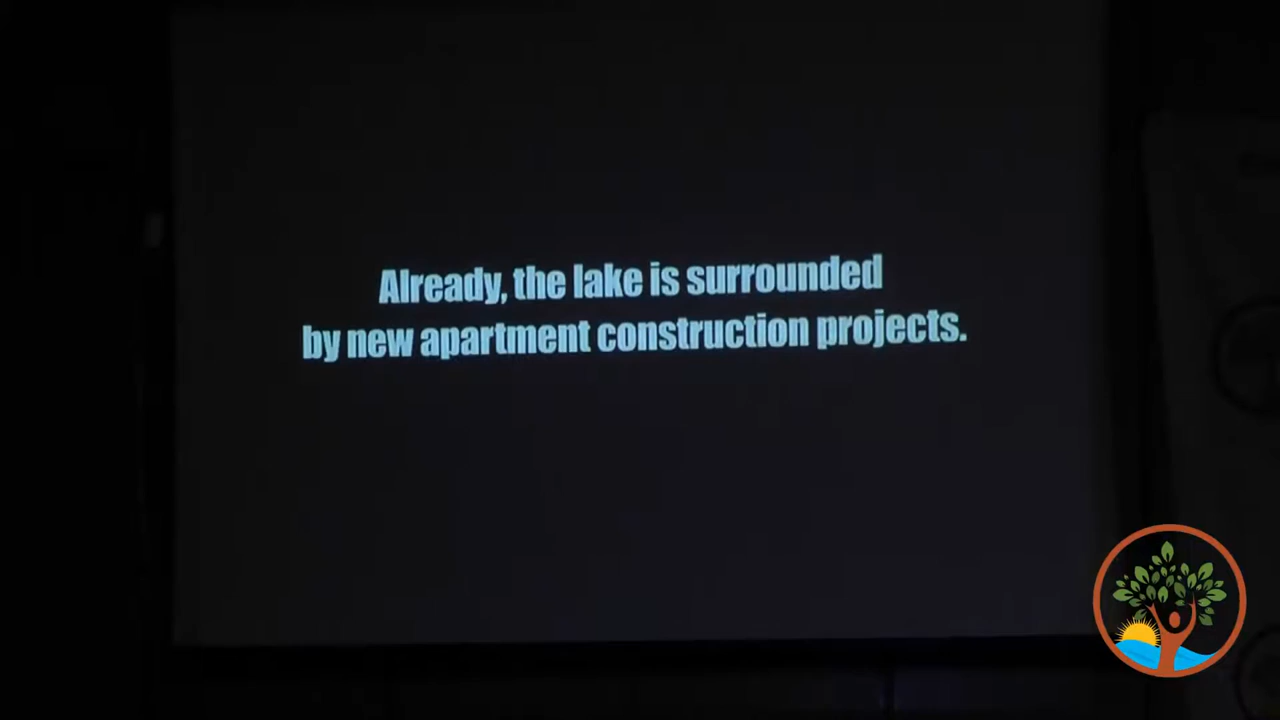 Already, the lake is surrounded
by new apartment construction projects.